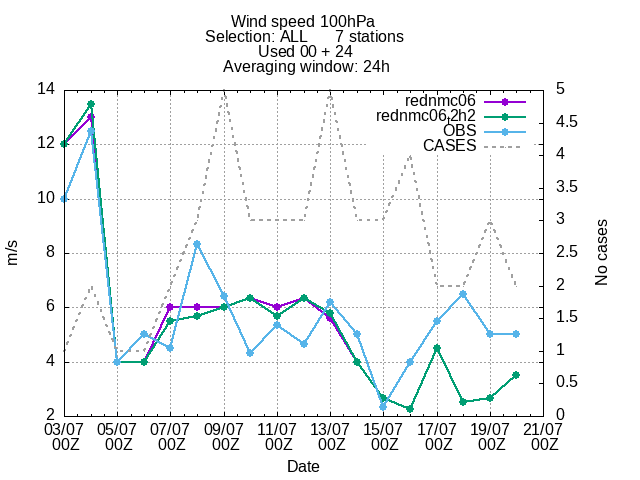 Wind speed 100hPa
Selection: ALL 7 stations
Used 00 + 24
Averaging window: 24h
14
12
10
8
6
4
2
m/s
5
4.5
4
3.5
3
2.5
2
1.5
1
0.5
0
No cases
rednmc06
rednmc06,2h2
OBS
CASES
03/07 05/07 07/07 09/07 11/07 13/07 15/07 17/07 19/07 21/07
00Z 00Z 00Z 00Z 00Z 00Z 00Z 00Z 00Z 00Z
Date